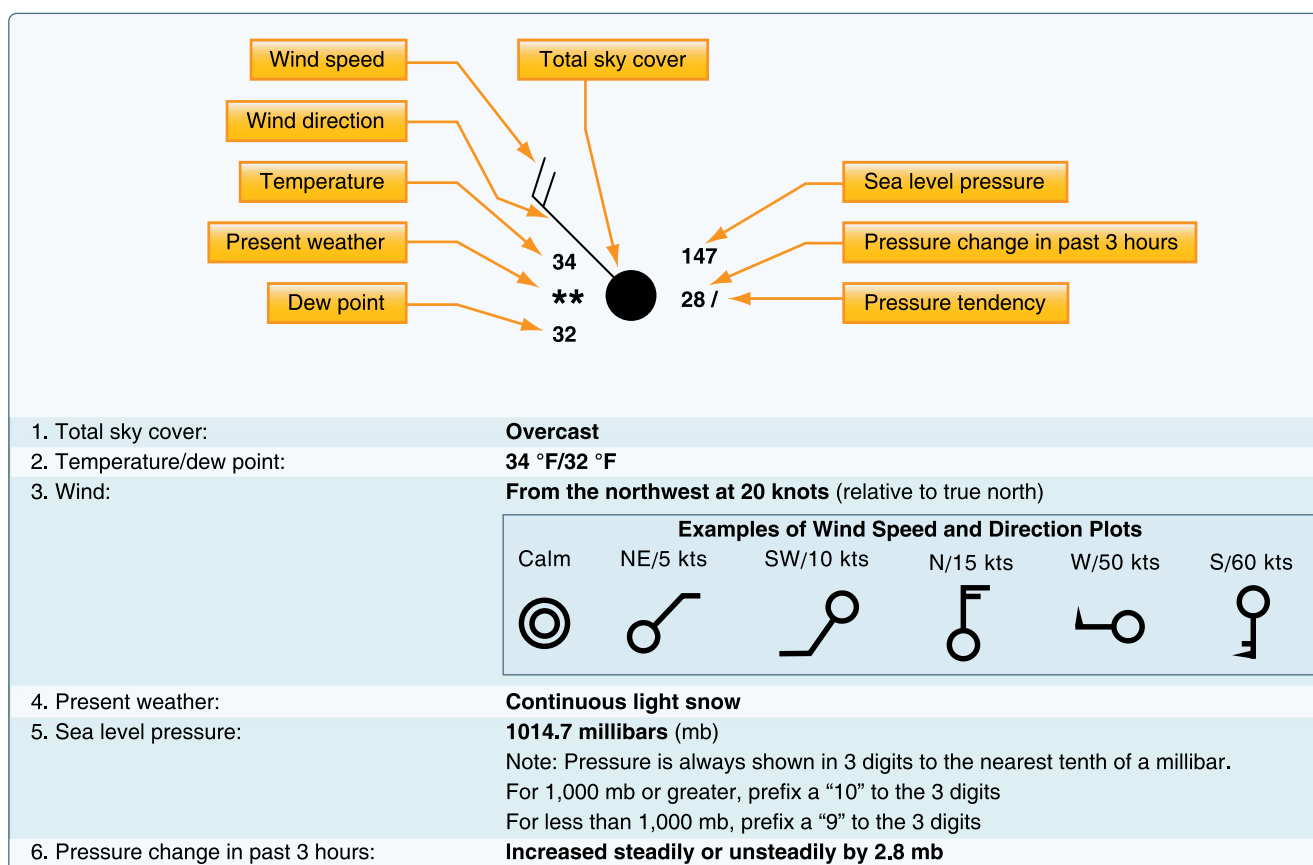 Wind speed
Total sky cover
Wind direction
Temperature
Sea level pressure
Present weather
Pressure change in past 3 hours
Dew point
Pressure tendency
34
147
**
28 /
32
1. Total sky cover: Overcast
2. Temperature/dew point: 34 °F/32 °F
3. Wind: From the northwest at 20 knots (relative to true north)
Examples of Wind Speed and Direction Plots
Calm NE/5 kts SW/10 kts N/15 kts W/50 kts S/60 kts
4. Present weather: Continuous light snow
5. Sea level pressure: 1014.7 millibars (mb)
Note: Pressure is always shown in 3 digits to the nearest tenth of a millibar.
For 1,000 mb or greater, prefix a “10” to the 3 digits
For less than 1,000 mb, prefix a “9” to the 3 digits
6. Pressure change in past 3 hours: Increased steadily or unsteadily by 2.8 mb